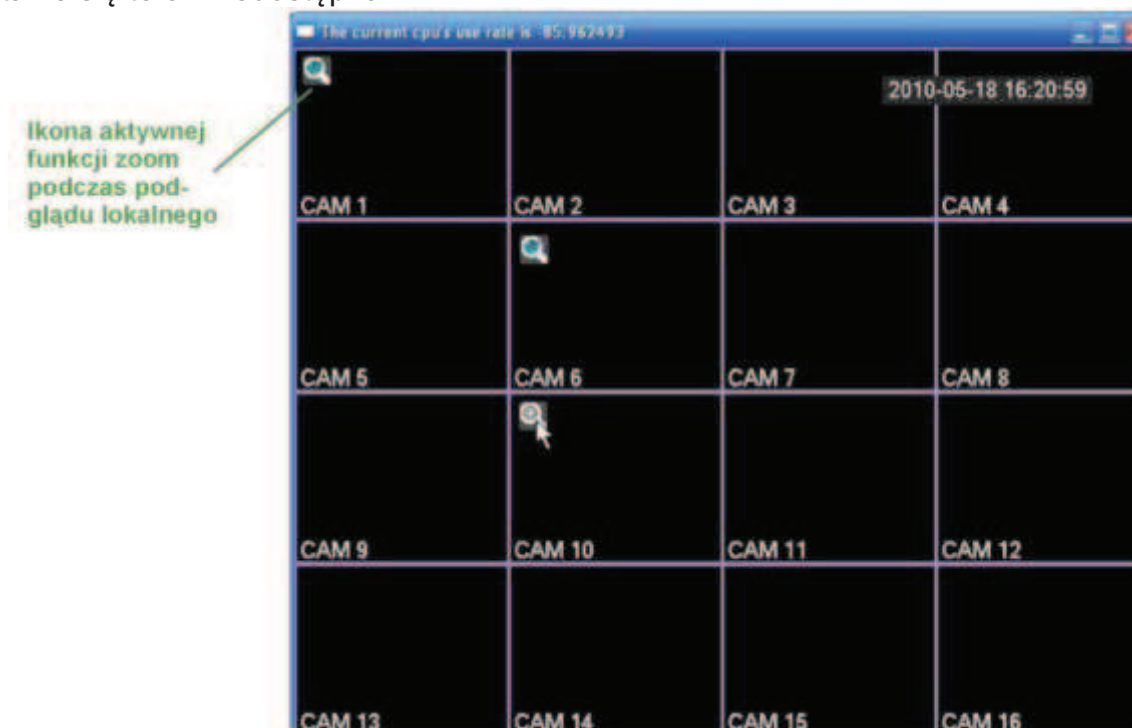 The current cpu's use rate is -85.962493
2010-05-18 16:20:59
Ikona aktywnej
funkcji zoom
podczas pod-
glądu lokalnego
CAM 1 CAM 2 CAM 3 CAM 4
CAM 5 CAM 6 CAM 7 CAM 8
CAM 9 CAM 10 CAM 11 CAM 12
CAM 13 CAM 14 CAM 15 CAM 16